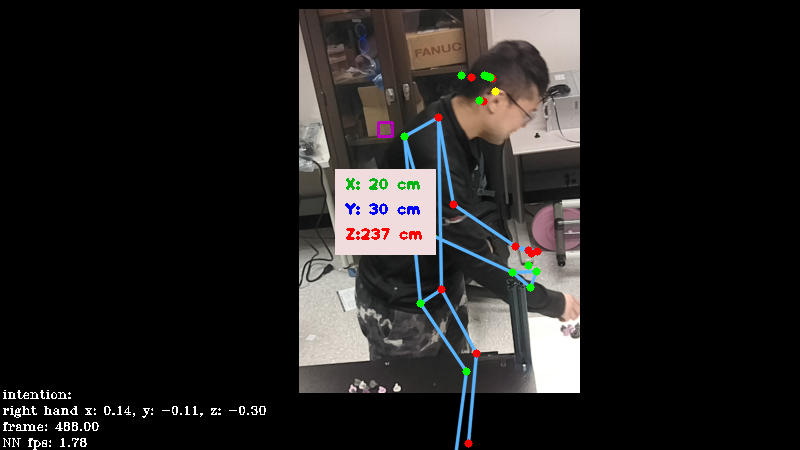 FANUC
X: 20 cm
Y: 30 cm
Z:237 cm
intention:
right hand x: 0.14, y: -0.11, z: -0.30
frame: 488.00
NN fps: 1.78